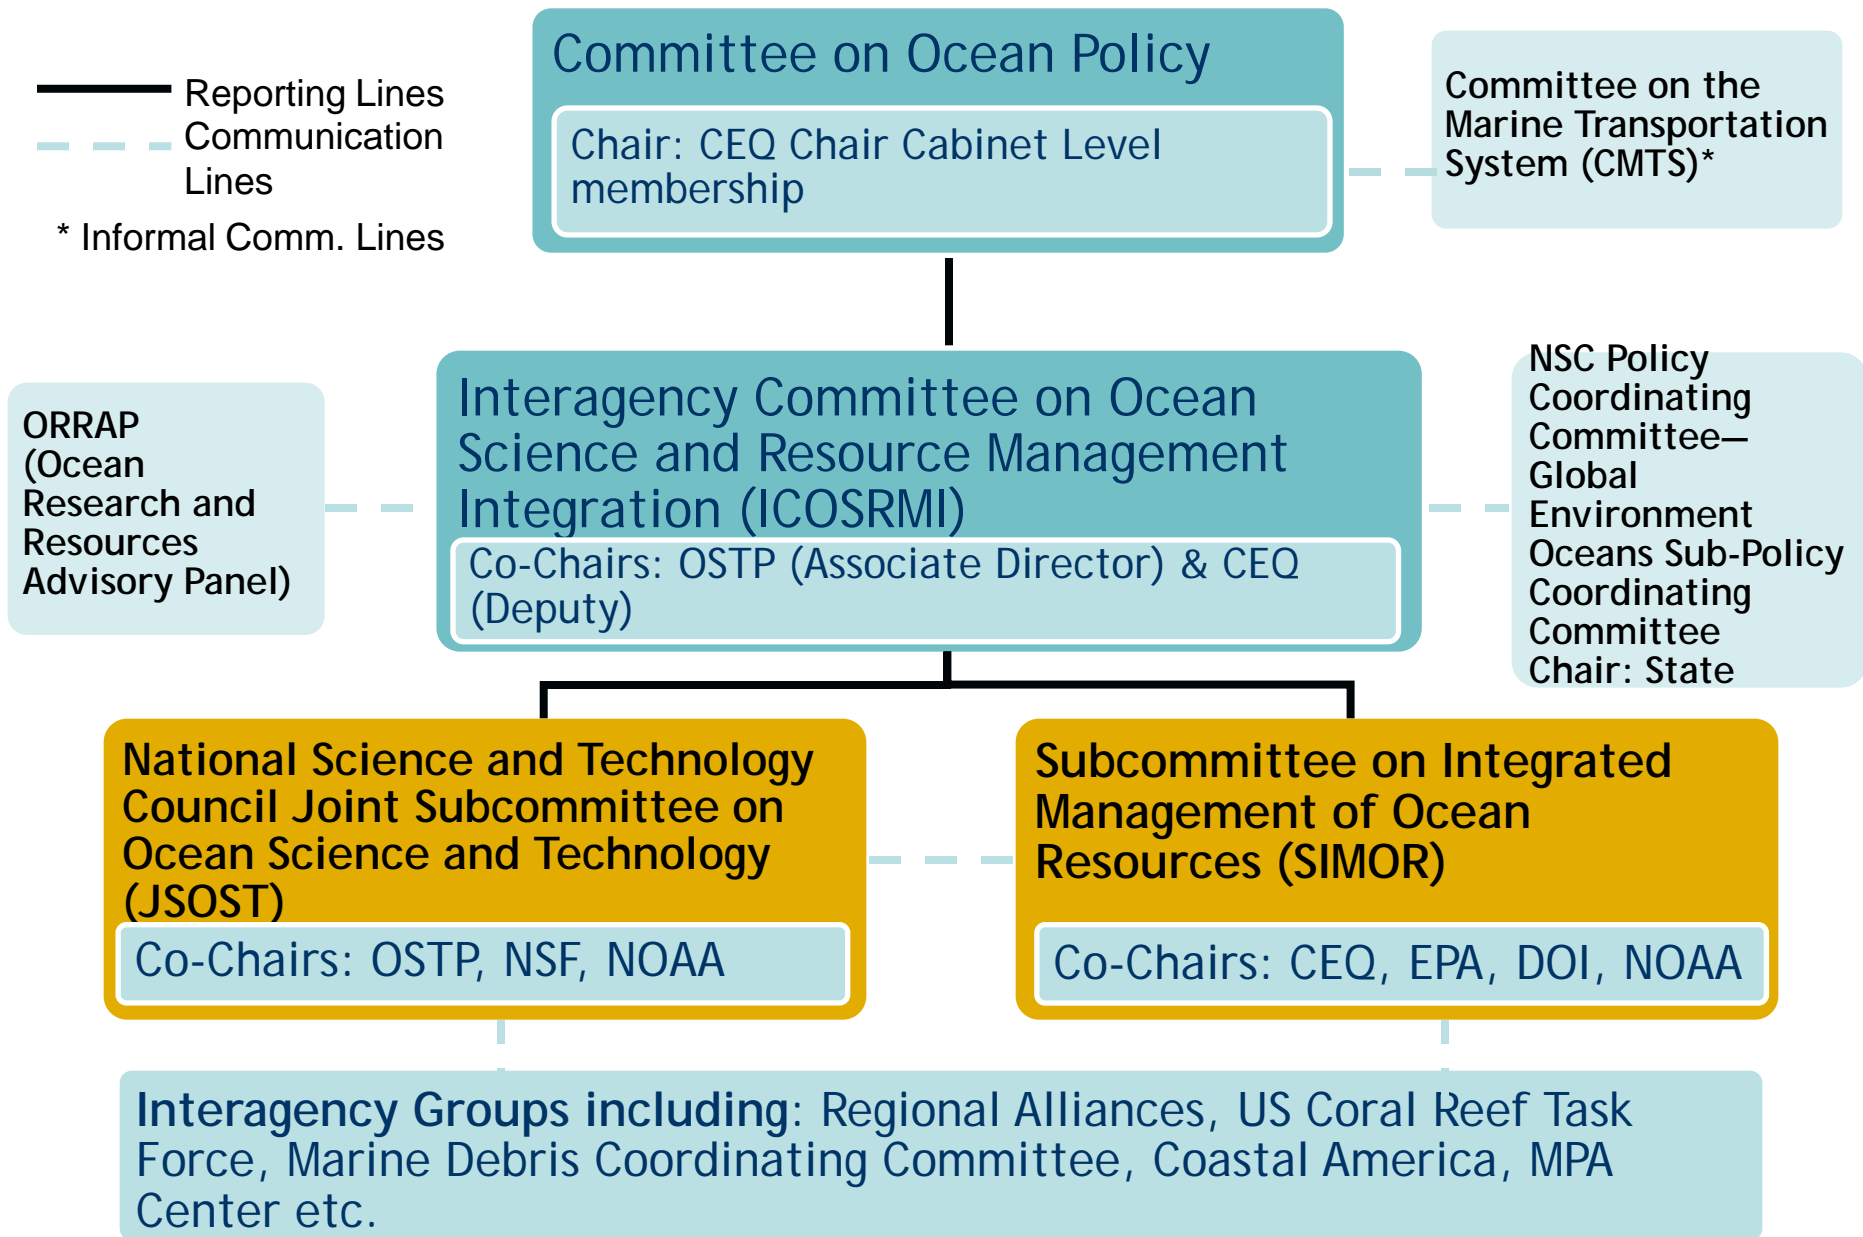 Reporting Lines
Communication
Lines
* Informal Comm. Lines
Committee on Ocean Policy
Chair: CEQ Chair Cabinet Level
membership
Committee on the
Marine Transportation
System (CMTS)*
ORRAP
(Ocean
Research and
Resources
Advisory Panel)
Interagency Committee on Ocean
Science and Resource Management
Integration (ICOSRMI)
Co-Chairs: OSTP (Associate Director) & CEQ
(Deputy)
NSC Policy
Coordinating
Committee—
Global
Environment
Oceans Sub-Policy
Coordinating
Committee
Chair: State
National Science and Technology
Council Joint Subcommittee on
Ocean Science and Technology
(JSOST)
Co-Chairs: OSTP, NSF, NOAA
Subcommittee on Integrated
Management of Ocean
Resources (SIMOR)
Co-Chairs: CEQ, EPA, DOI, NOAA
Interagency Groups including: Regional Alliances, US Coral Reef Task
Force, Marine Debris Coordinating Committee, Coastal America, MPA
Center etc.